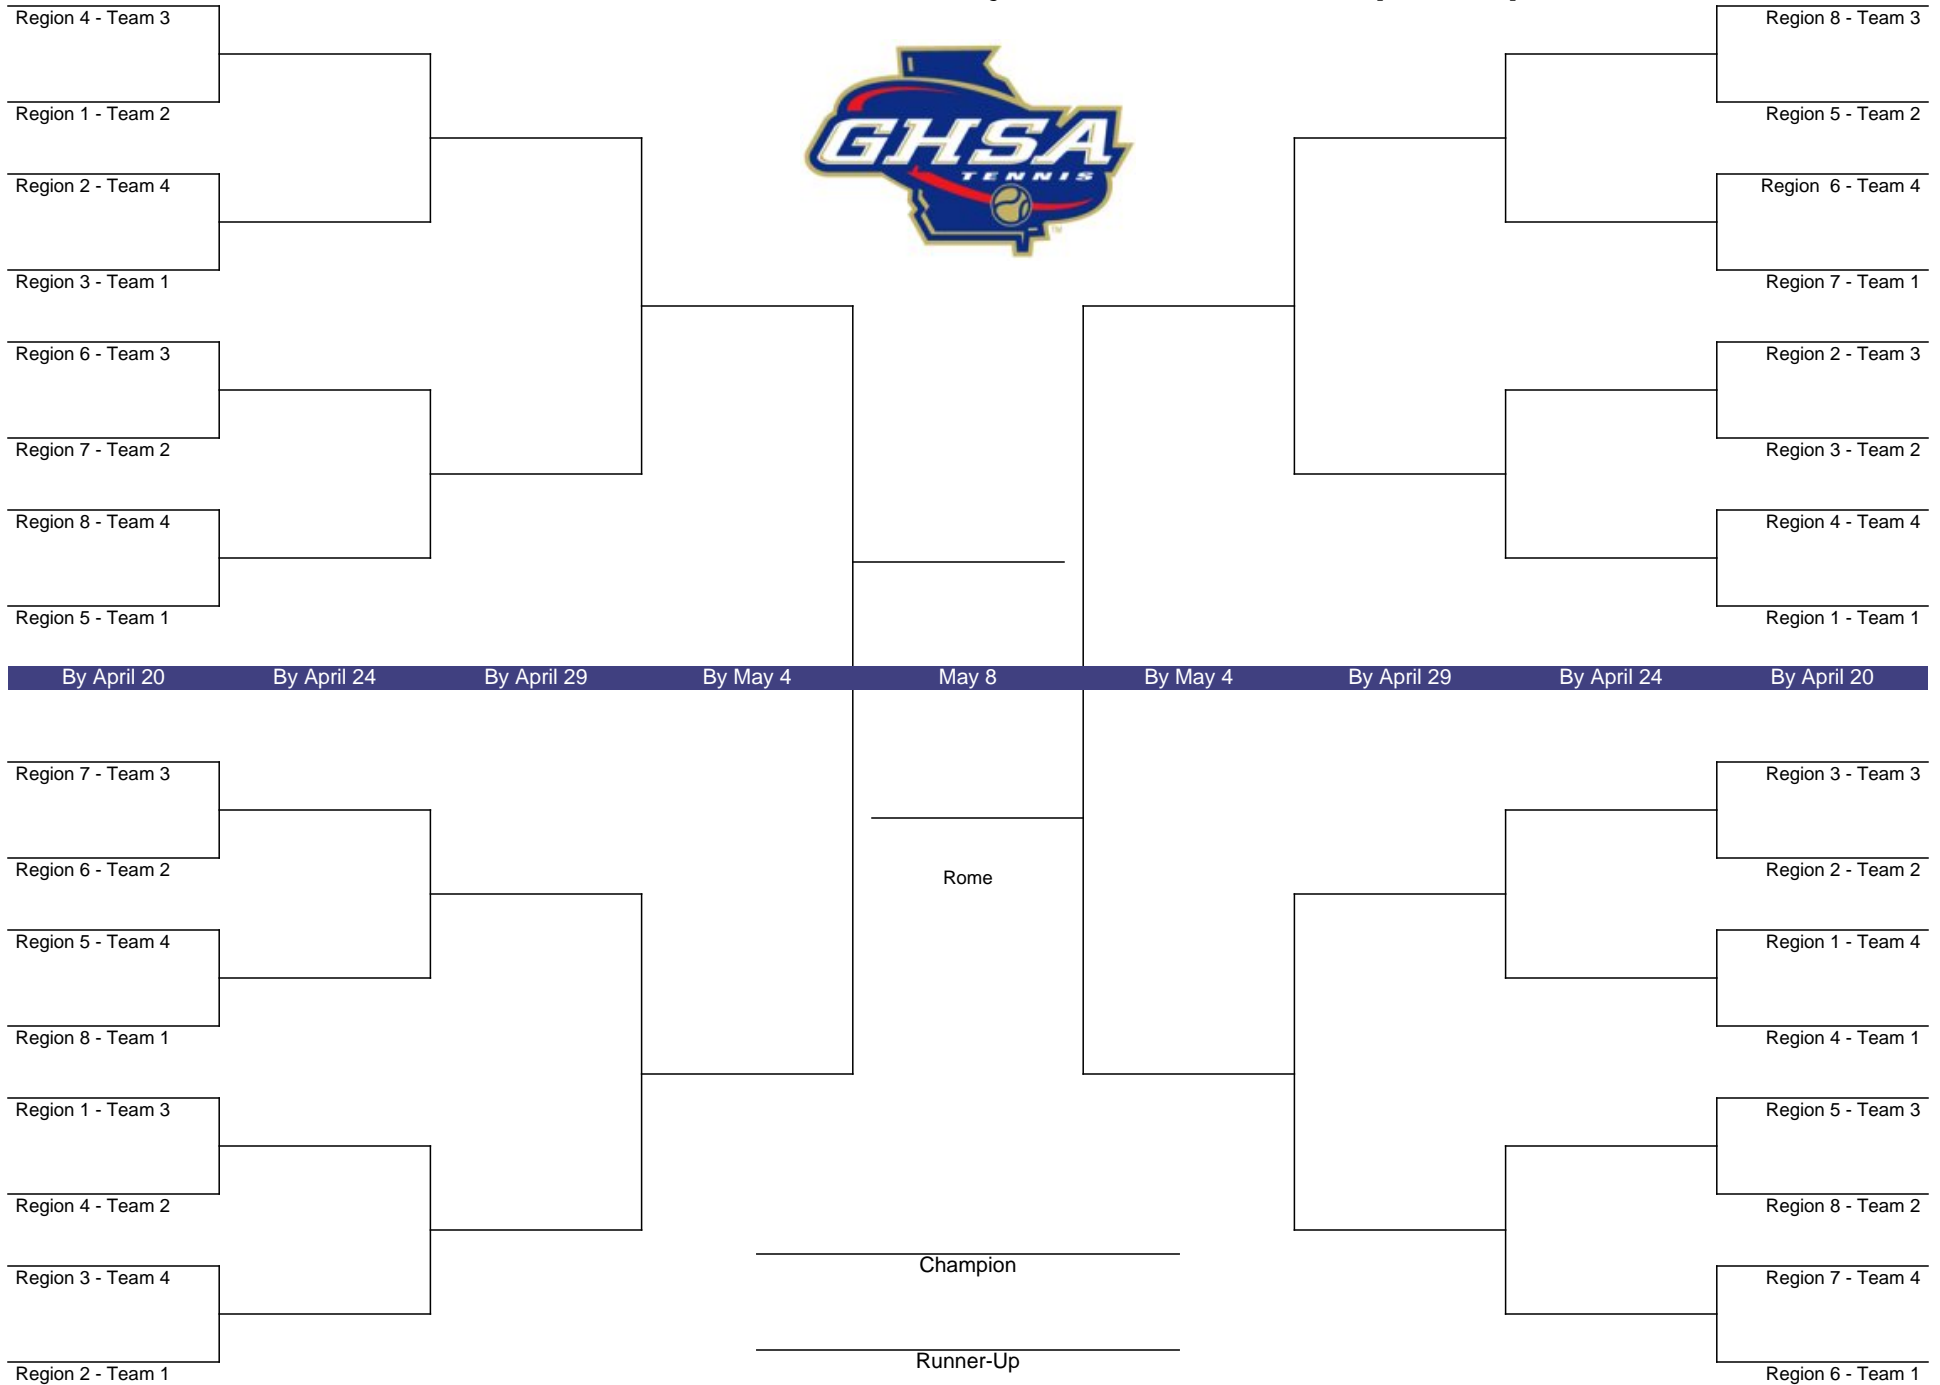 Region 4 - Team 3
Region 1 - Team 2
Region 2 - Team 4
Region 3 - Team 1
Region 6 - Team 3
Region 7 - Team 2
Region 8 - Team 4
Region 5 - Team 1
GHSA
TENNIS
TM
Region 8 - Team 3
Region 5 - Team 2
Region  6 - Team 4
Region 7 - Team 1
Region 2 - Team 3
Region 3 - Team 2
Region 4 - Team 4
Region 1 - Team 1
By April 20 By April 24 By April 29 By May 4 May 8 By May 4 By April 29 By April 24 By April 20
Region 7 - Team 3
Region 6 - Team 2
Region 5 - Team 4
Region 8 - Team 1
Region 1 - Team 3
Region 4 - Team 2
Region 3 - Team 4
Region 2 - Team 1
Rome
Champion
Runner-Up
Region 3 - Team 3
Region 2 - Team 2
Region 1 - Team 4
Region 4 - Team 1
Region 5 - Team 3
Region 8 - Team 2
Region 7 - Team 4
Region 6 - Team 1